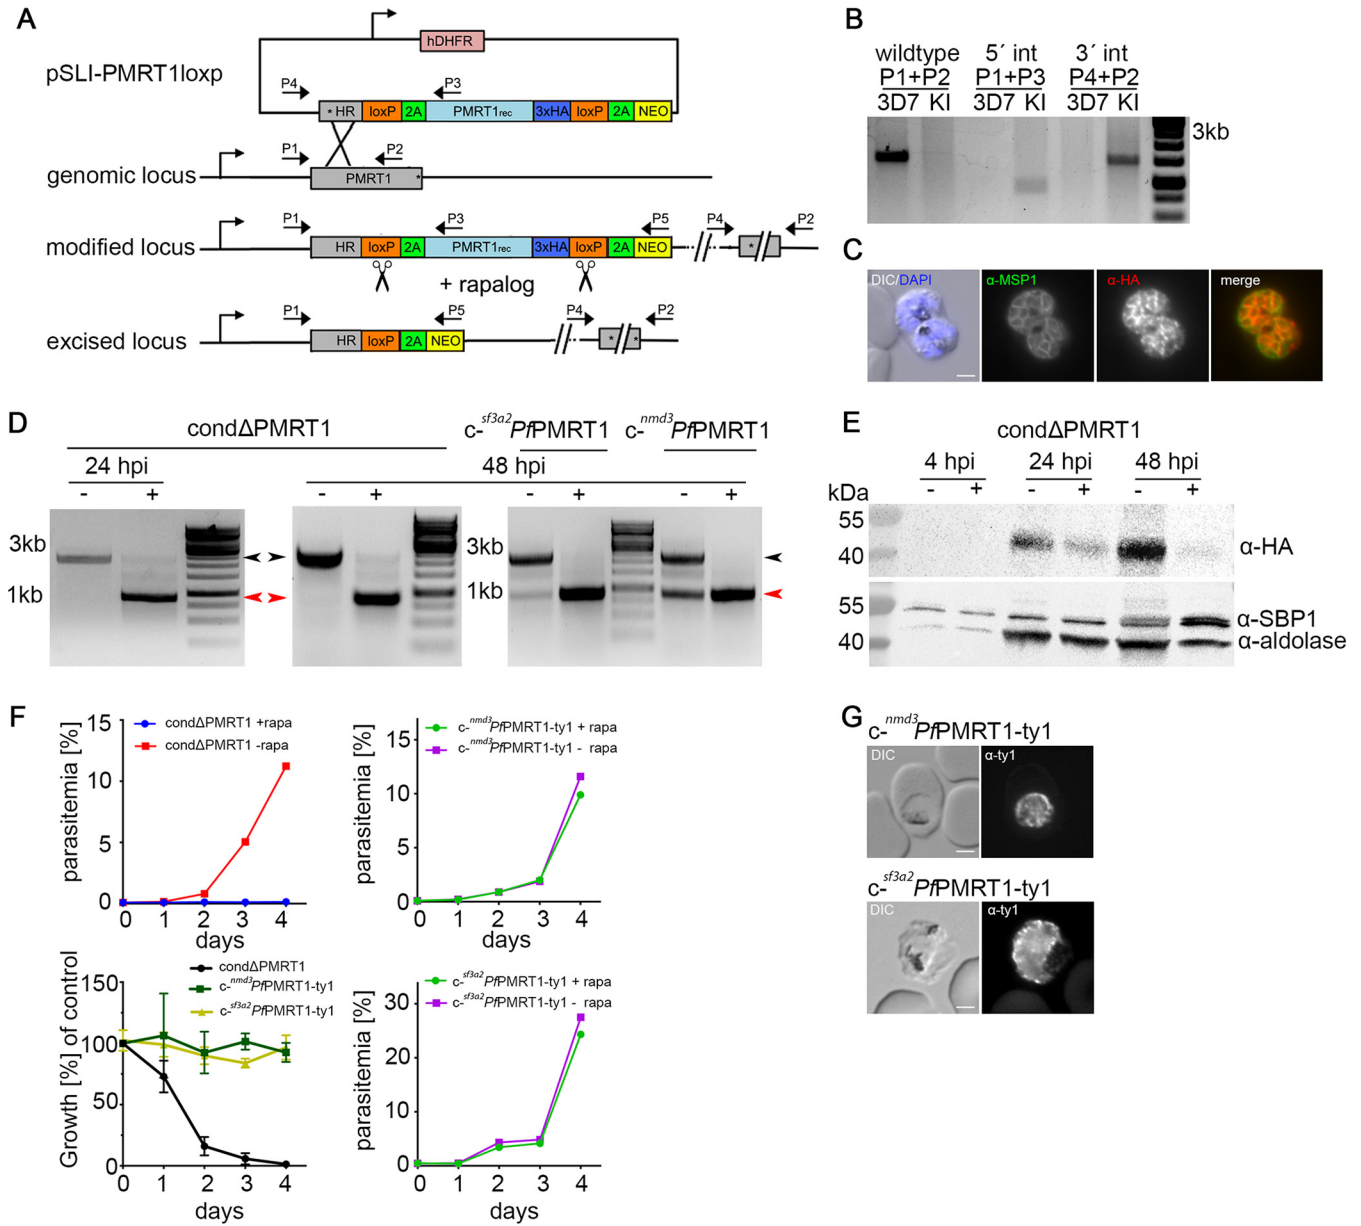 A
pSLI-PMRT1loxp
hDHFR
P4
P3
* HR loxP 2A PMRT1rec 3xHA loxP 2A NEO
P1
P2
genomic locus
PMRT1 *
P1
P3
P5
P4
P2
modified locus
HR loxP 2A PMRT1rec 3xHA loxP 2A NEO
*
+ rapalog
P1
P5
P4
P2
excised locus
HR loxP 2A NEO
* *
B
wildtype 5´ int 3´ int
P1+P2 P1+P3 P4+P2
3D7 KI 3D7 KI 3D7 KI
3kb
C
DIC/DAPI
α-MSP1
α-HA
merge
D
condΔPMRT1
c-sf3a2PfPMRT1
c-nmd3PfPMRT1
24 hpi
48 hpi
- + - + - + - +
3kb
1kb
3kb
1kb
E
condΔPMRT1
4 hpi 24 hpi 48 hpi
kDa - + - + - +
55
40
α-HA
55
40
α-SBP1
α-aldolase
F
condΔPMRT1 +rapa
condΔPMRT1 -rapa
parasitemia [%]
15
10
5
0
0 1 2 3 4
days
c-nmd3PfPMRT1-ty1 + rapa
c-nmd3PfPMRT1-ty1 - rapa
parasitemia [%]
15
10
5
0
0 1 2 3 4
days
condΔPMRT1
c-nmd3PfPMRT1-ty1
c-sf3a2PfPMRT1-ty1
Growth [%] of control
150
100
50
0
0 1 2 3 4
days
c-sf3a2PfPMRT1-ty1 + rapa
c-sf3a2PfPMRT1-ty1 - rapa
parasitemia [%]
30
20
10
0
0 1 2 3 4
days
G
c-nmd3PfPMRT1-ty1
DIC
α-ty1
c-sf3a2PfPMRT1-ty1
DIC
α-ty1